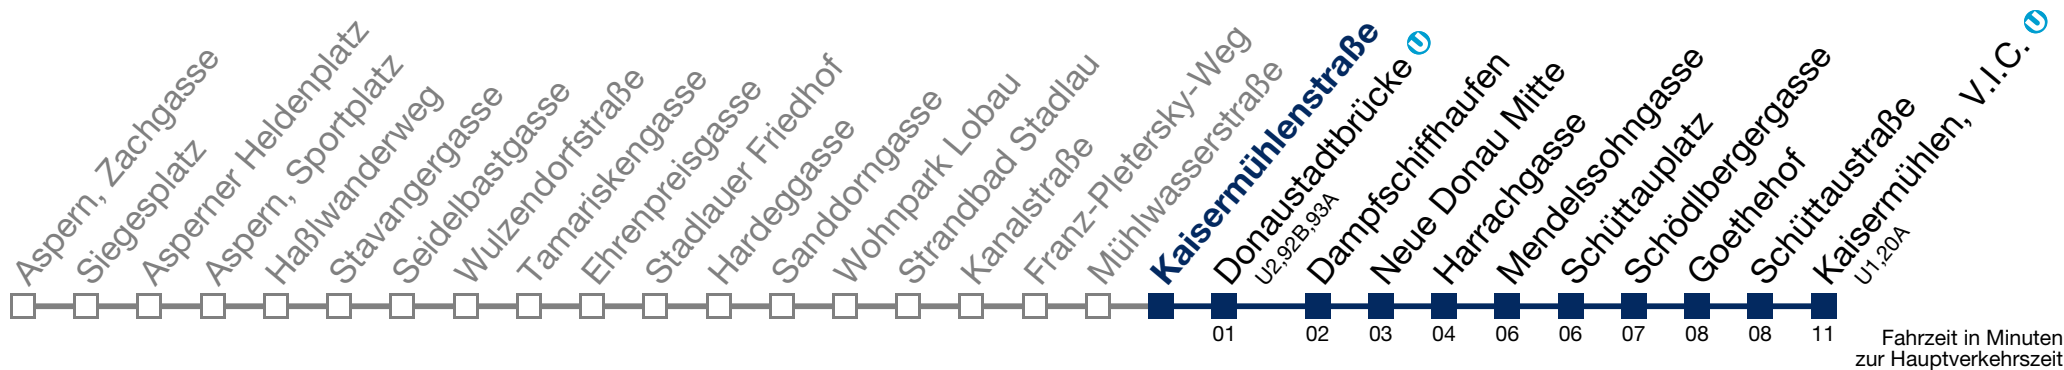 Aspern, Zachgasse
Siegesplatz
Asperner Heldenplatz
Aspern, Sportplatz
Haßlwanderweg
Stavangergasse
Seidelbastgasse
Wulzendorfstraße
Tamariskengasse
Ehrenpreisgasse
Stadlauer Friedhof
Hardeggasse
Sanddorngasse
Wohnpark Lobau
Strandbad Stadlau
Kanalstraße
Franz-Pletersky-Weg
Mühlwasserstraße
Kaisermühlenstraße
Donaustadtbrücke U
U2,92B,93A
Dampfschiffhaufen
Neue Donau Mitte
Harrachgasse
Mendelssohngasse
Schüttauplatz
Schödlbergergasse
Goethehof
Schüttaustraße
Kaisermühlen, V.I.C. U
U1,20A
01 02 03 04 06 06 07 08 08 11
Fahrzeit in Minuten
zur Hauptverkehrszeit